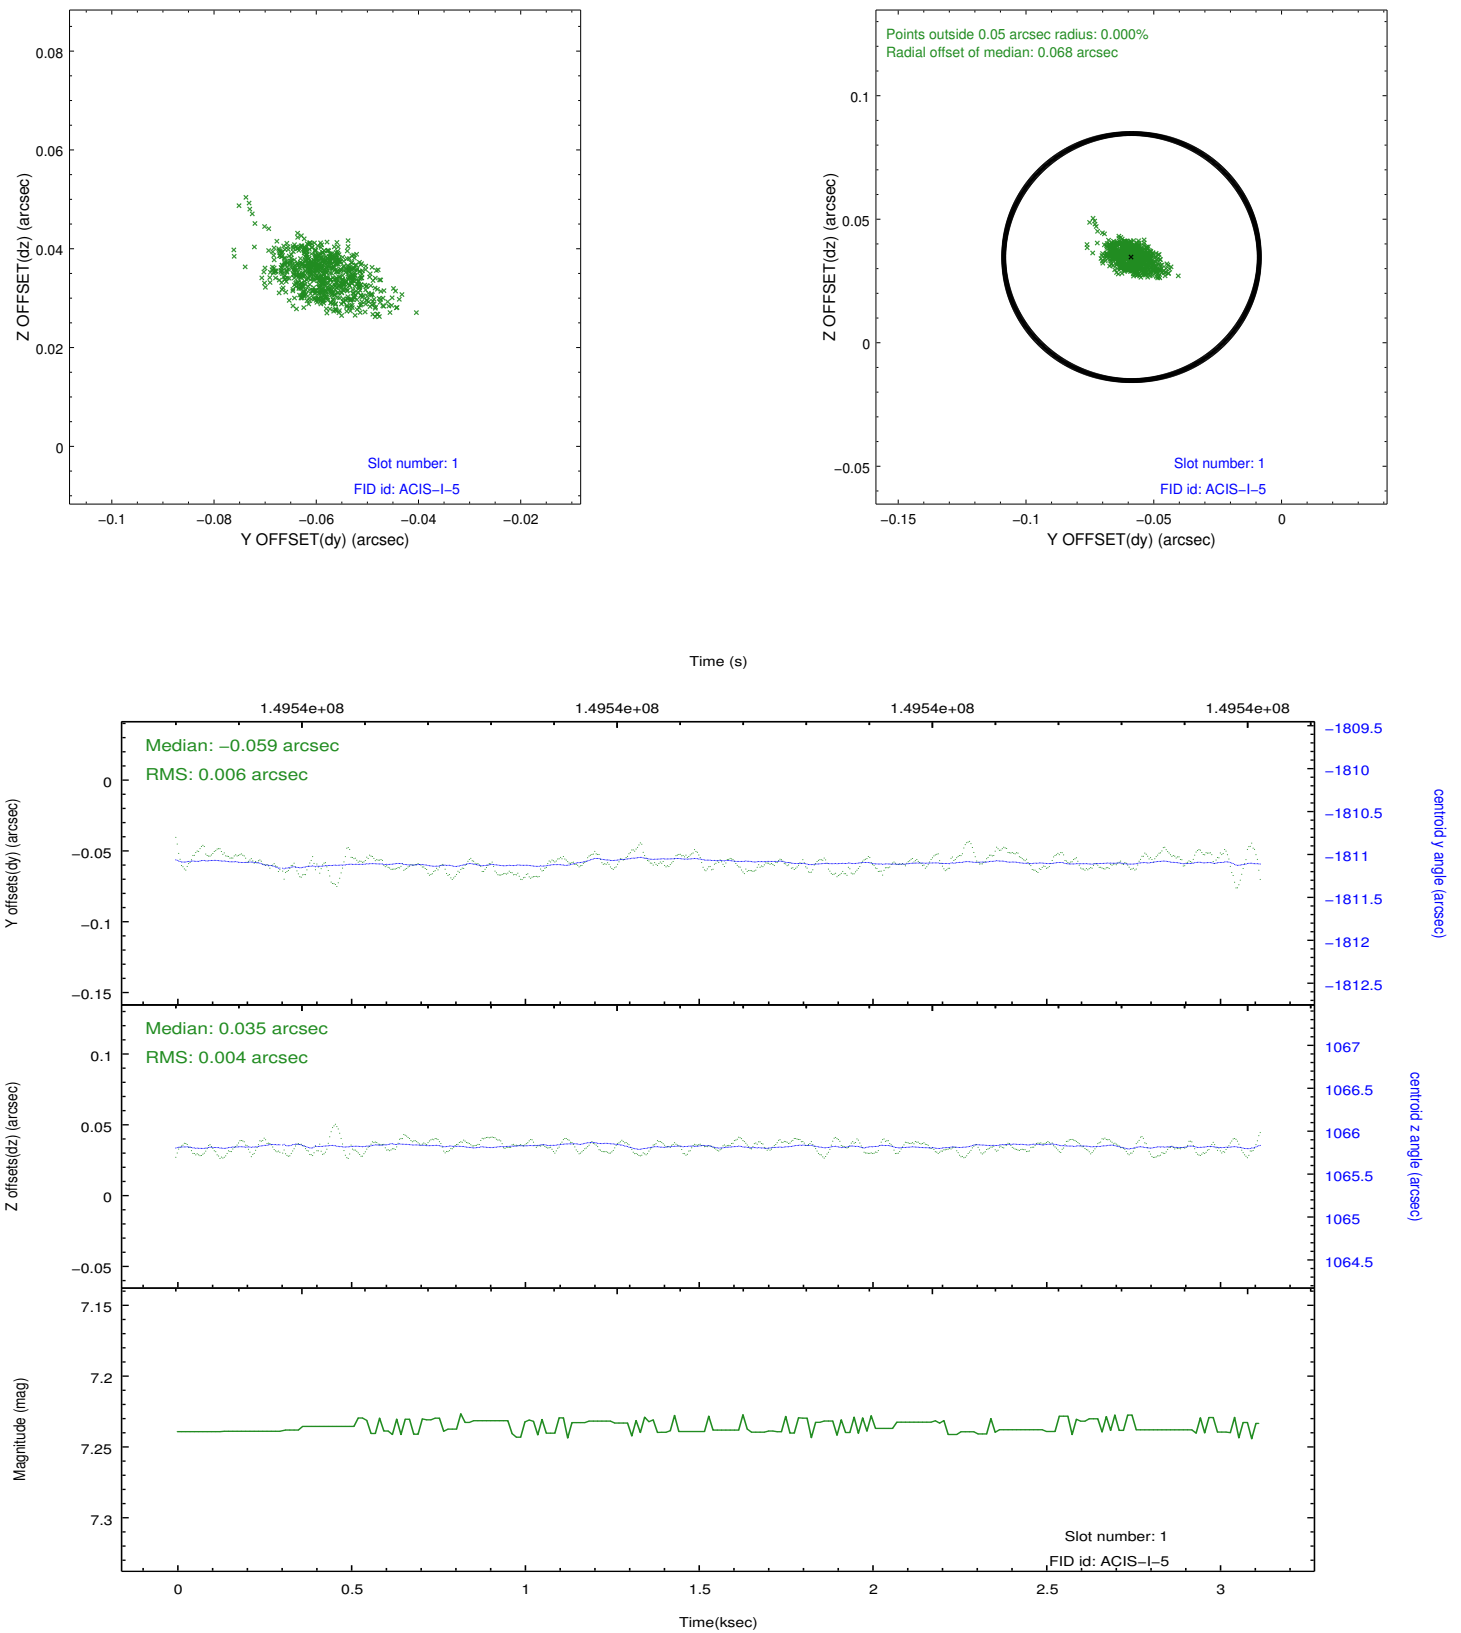 0.08
0.06
0.04
0.02
0
Z OFFSET(dz) (arcsec)
Slot number: 1
FID id: ACIS−I−5
−0.1
−0.08
−0.06
−0.04
−0.02
Y OFFSET(dy) (arcsec)
Points outside 0.05 arcsec radius: 0.000%
Radial offset of median: 0.068 arcsec
0.1
0.05
0
−0.05
Z OFFSET(dz) (arcsec)
Slot number: 1
FID id: ACIS−I−5
−0.15
−0.1
−0.05
0
Y OFFSET(dy) (arcsec)
Time (s)
1.4954e+08
1.4954e+08
1.4954e+08
1.4954e+08
Median: −0.059 arcsec
RMS: 0.006 arcsec
0
−0.05
−0.1
−0.15
Y offsets(dy) (arcsec)
−1809.5
−1810
−1810.5
−1811
−1811.5
−1812
−1812.5
centroid y angle (arcsec)
Median: 0.035 arcsec
RMS: 0.004 arcsec
0.1
0.05
0
−0.05
Z offsets(dz) (arcsec)
1067
1066.5
1066
1065.5
1065
1064.5
centroid z angle (arcsec)
7.15
7.2
7.25
7.3
Magnitude (mag)
Slot number: 1
FID id: ACIS−I−5
0
0.5
1
1.5
2
2.5
3
Time(ksec)